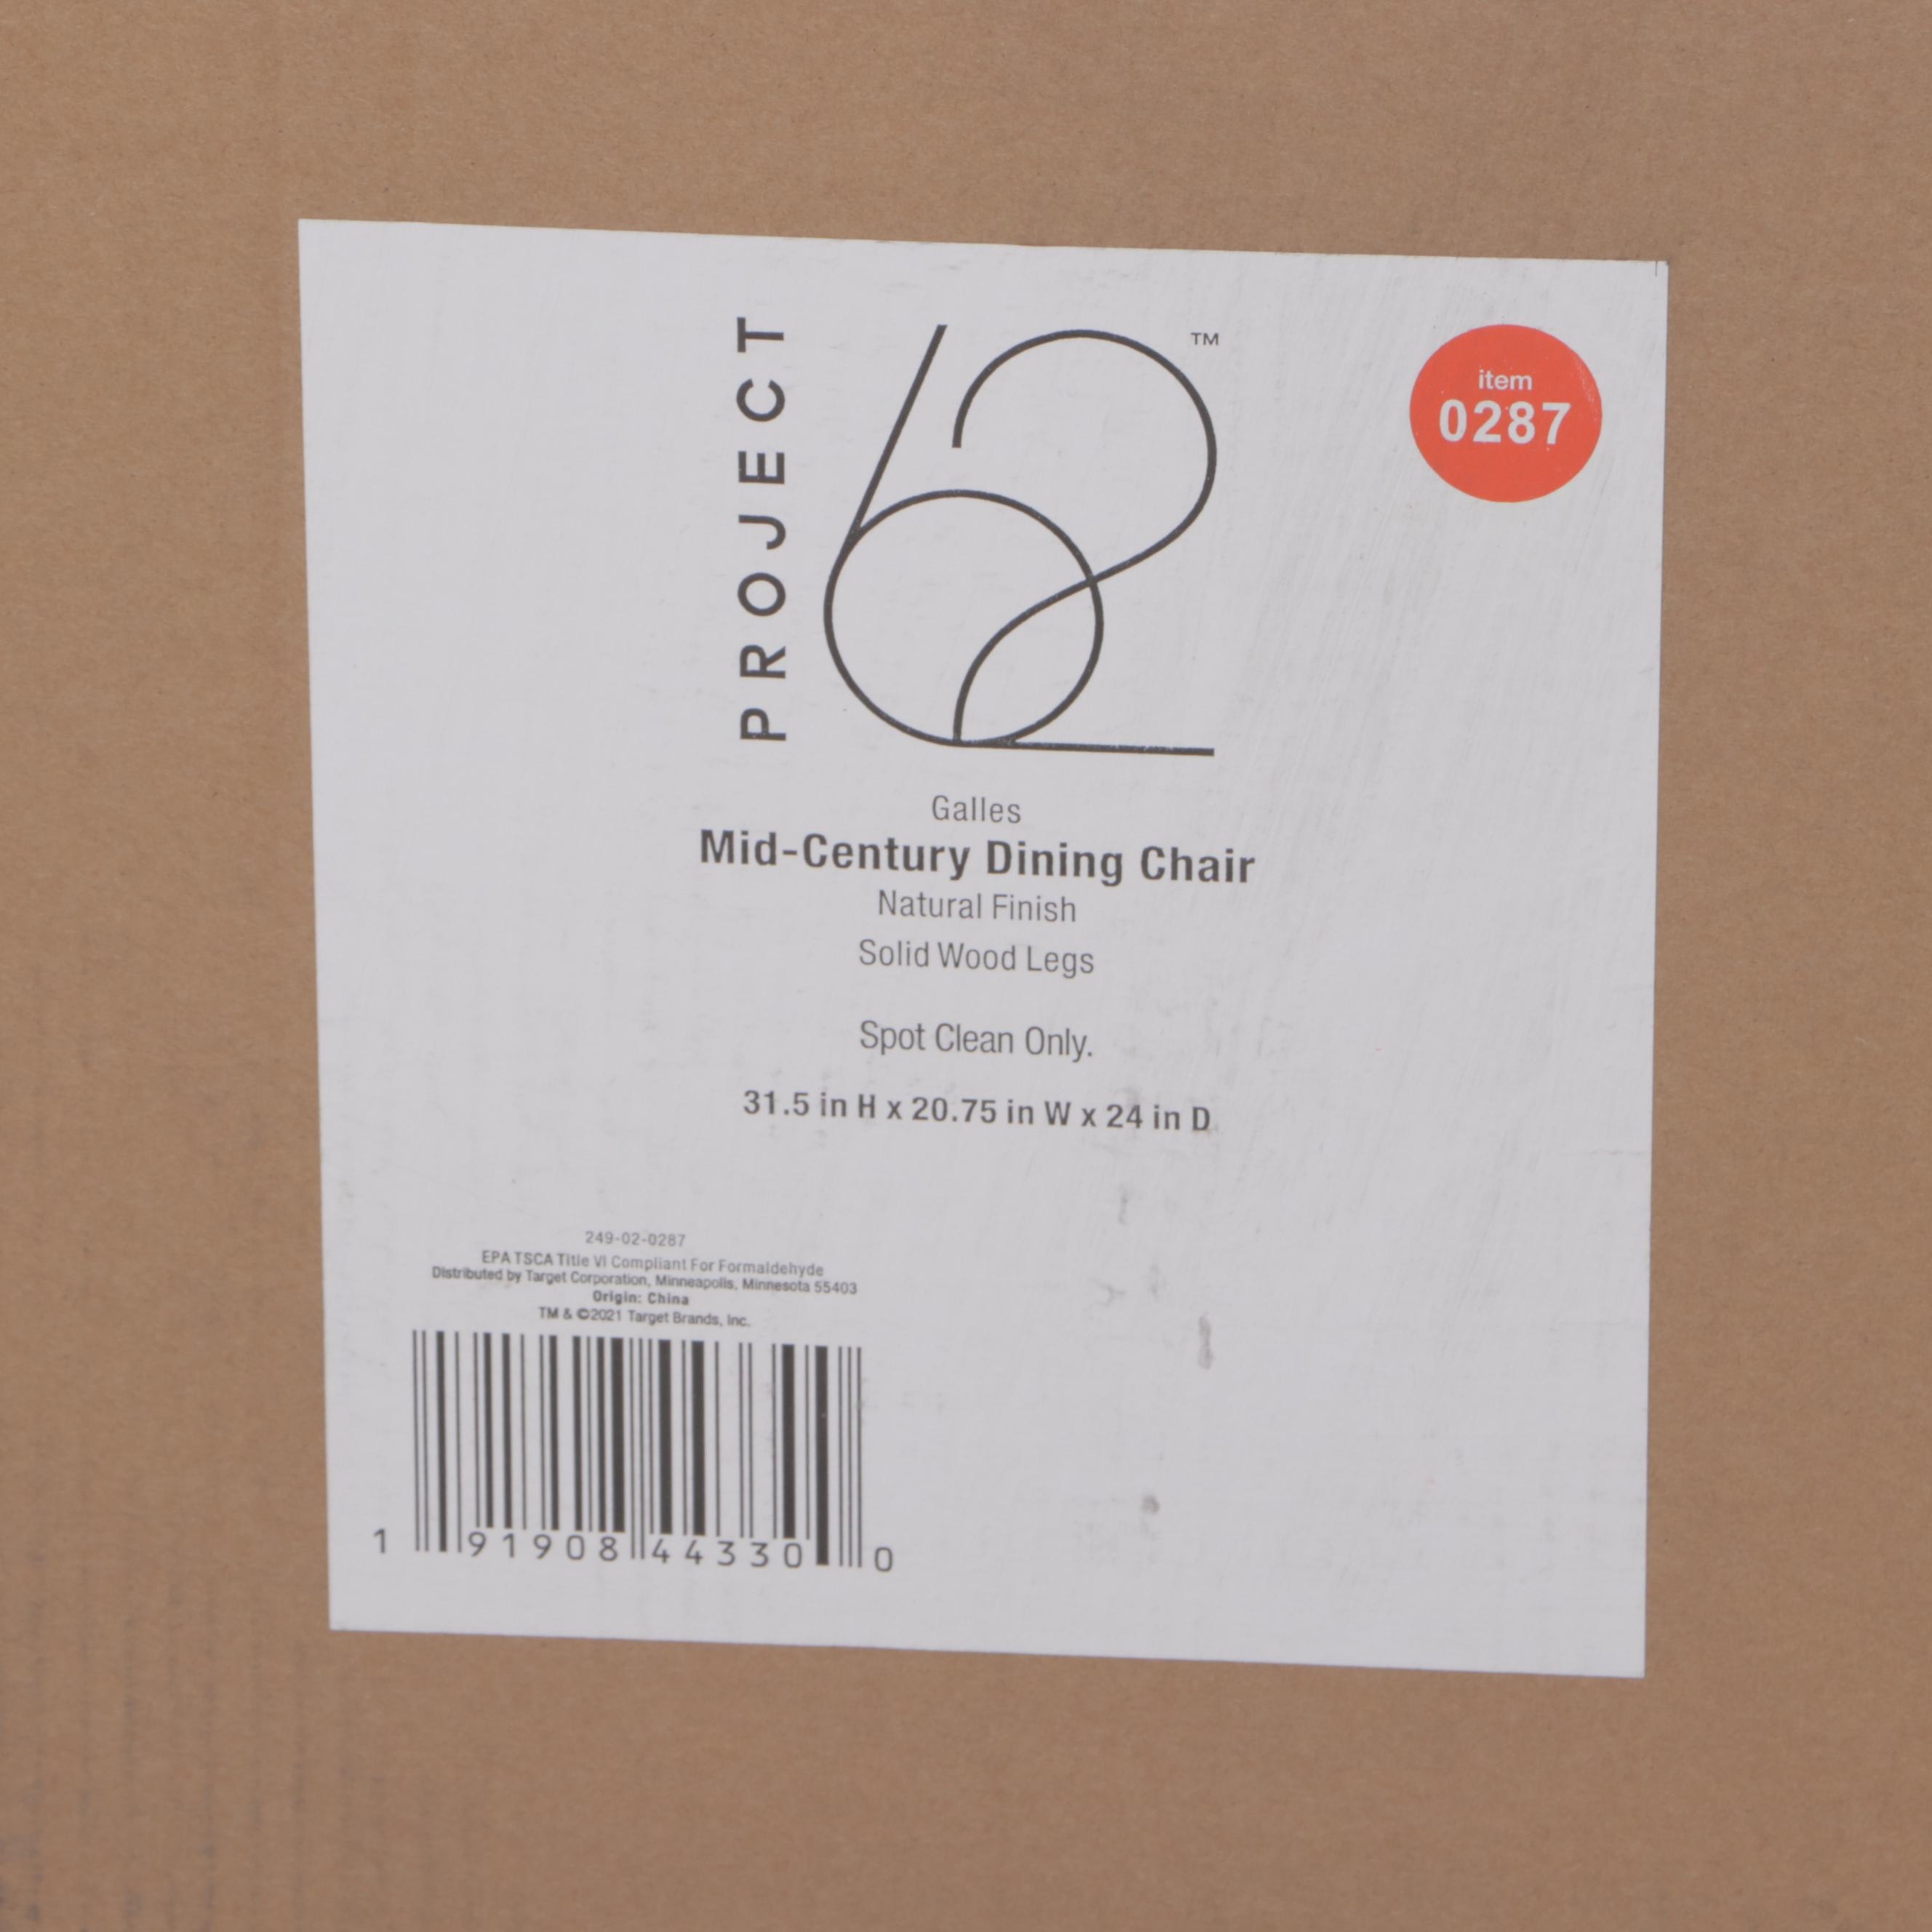 PROJECT
62
TM
item
0287
Galles
Mid-Century Dining Chair
Natural Finish
Solid Wood Legs
Spot Clean Only.
31.5 in H x 20.75 in W x 24 in D
249-02-0287
EPA TSCA Title VI Compliant For Formaldehyde
Distributed by Target Corporation, Minneapolis, Minnesota 55403
Origin: China
TM & ©2021 Target Brands, Inc.
1 91908 44330 0